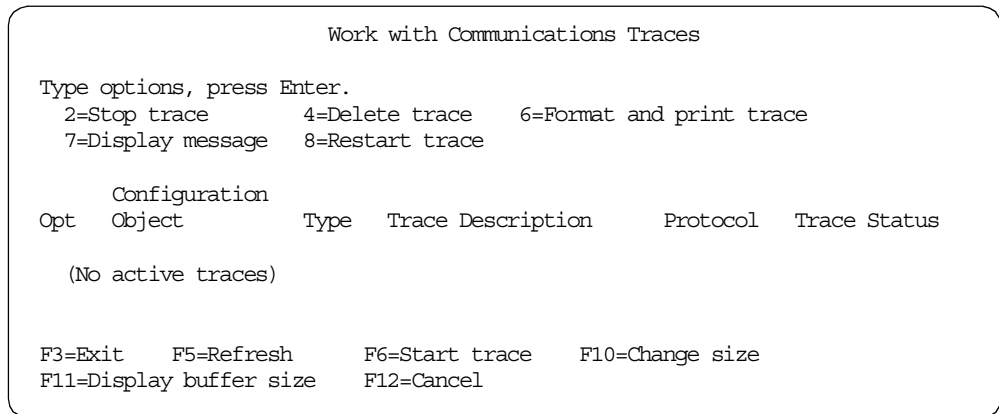 Work with Communications Traces
Type options, press Enter.
2=Stop trace 4=Delete trace 6=Format and print trace
7=Display message 8=Restart trace
Configuration
Opt Object Type Trace Description Protocol Trace Status
(No active traces)
F3=Exit F5=Refresh F6=Start trace F10=Change size
F11=Display buffer size F12=Cancel